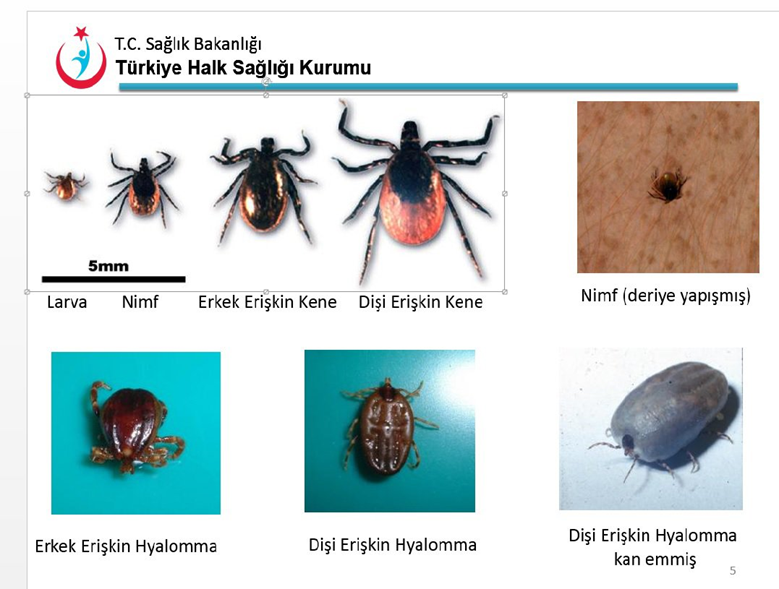 T.C. Sağlık Bakanlığı
Türkiye Halk Sağlığı Kurumu
5mm
Larva
Nimf
Erkek Erişkin Kene
Dişi Erişkin Kene
Nimf (deriye yapışmış)
Erkek Erişkin Hyalomma
Dişi Erişkin Hyalomma
Dişi Erişkin Hyalomma
kan emmiş
5